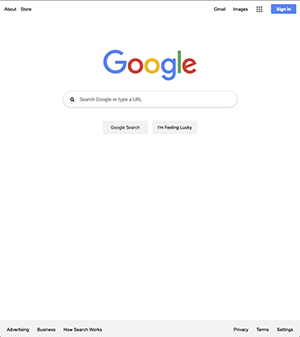 About Store Gmail Images Sign in
Google
Search Google or type a URL
Google Search I'm Feeling Lucky
Advertising Business How Search Works Privacy Terms Settings